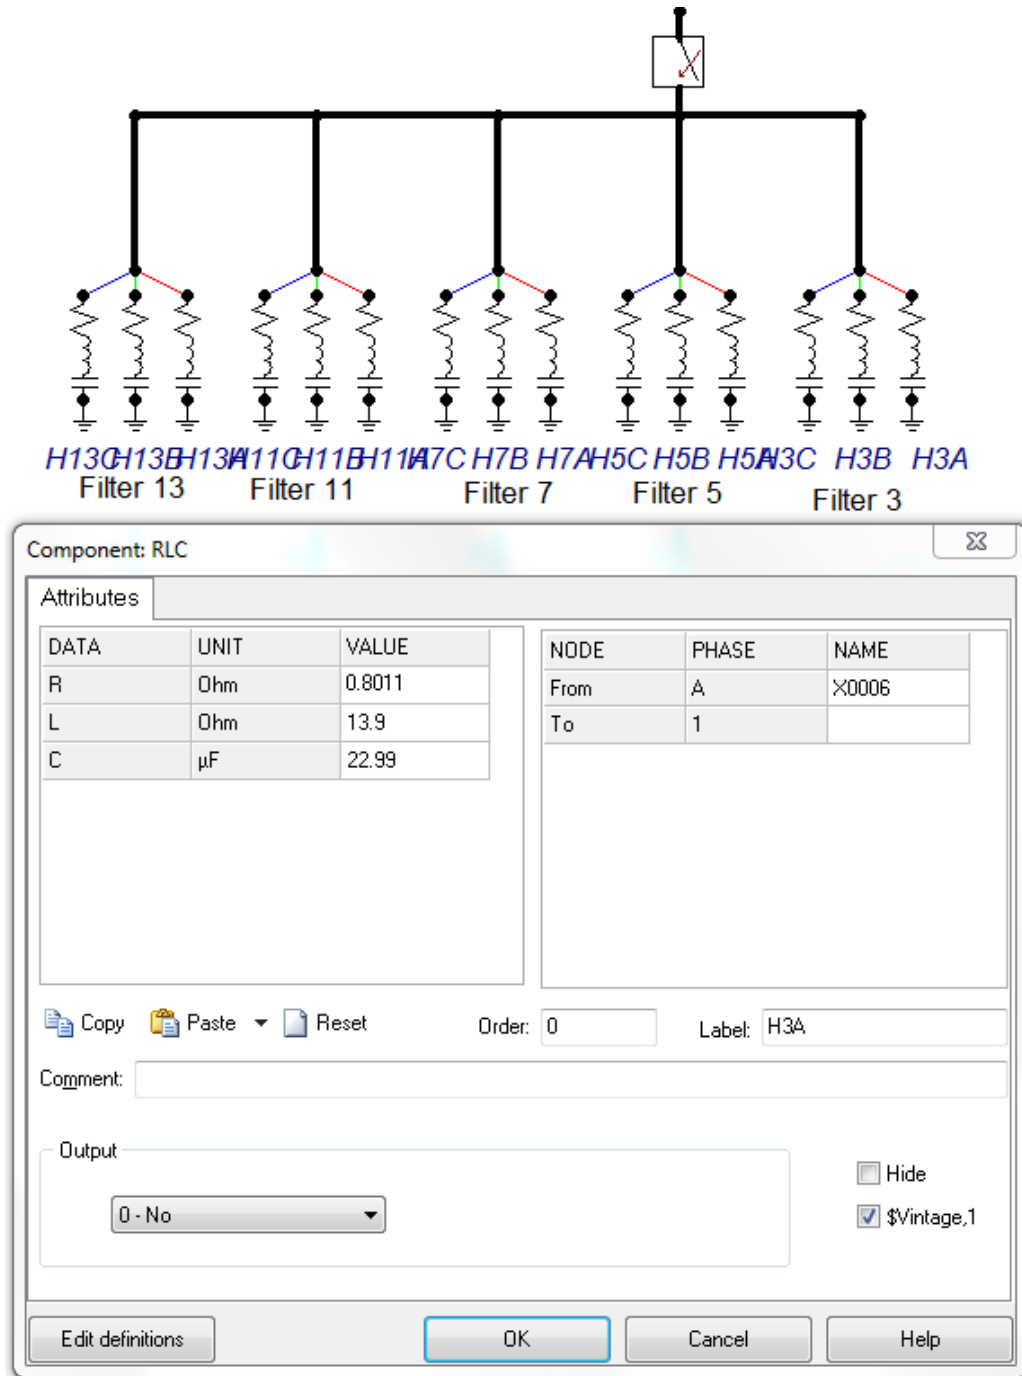 H13C H13B H13A H11C H11B H11A H7C H7B H7A H5C H5B H5A H3C H3B H3A
Filter 13 Filter 11 Filter 7 Filter 5 Filter 3
Component: RLC
Attributes
DATA UNIT VALUE
R Ohm 0.8011
L Ohm 13.9
C µF 22.99
NODE PHASE NAME
From A X0006
To 1
Copy Paste Reset Order: 0 Label: H3A
Comment:
Output
0 - No
Hide
$Vintage,1
Edit definitions OK Cancel Help